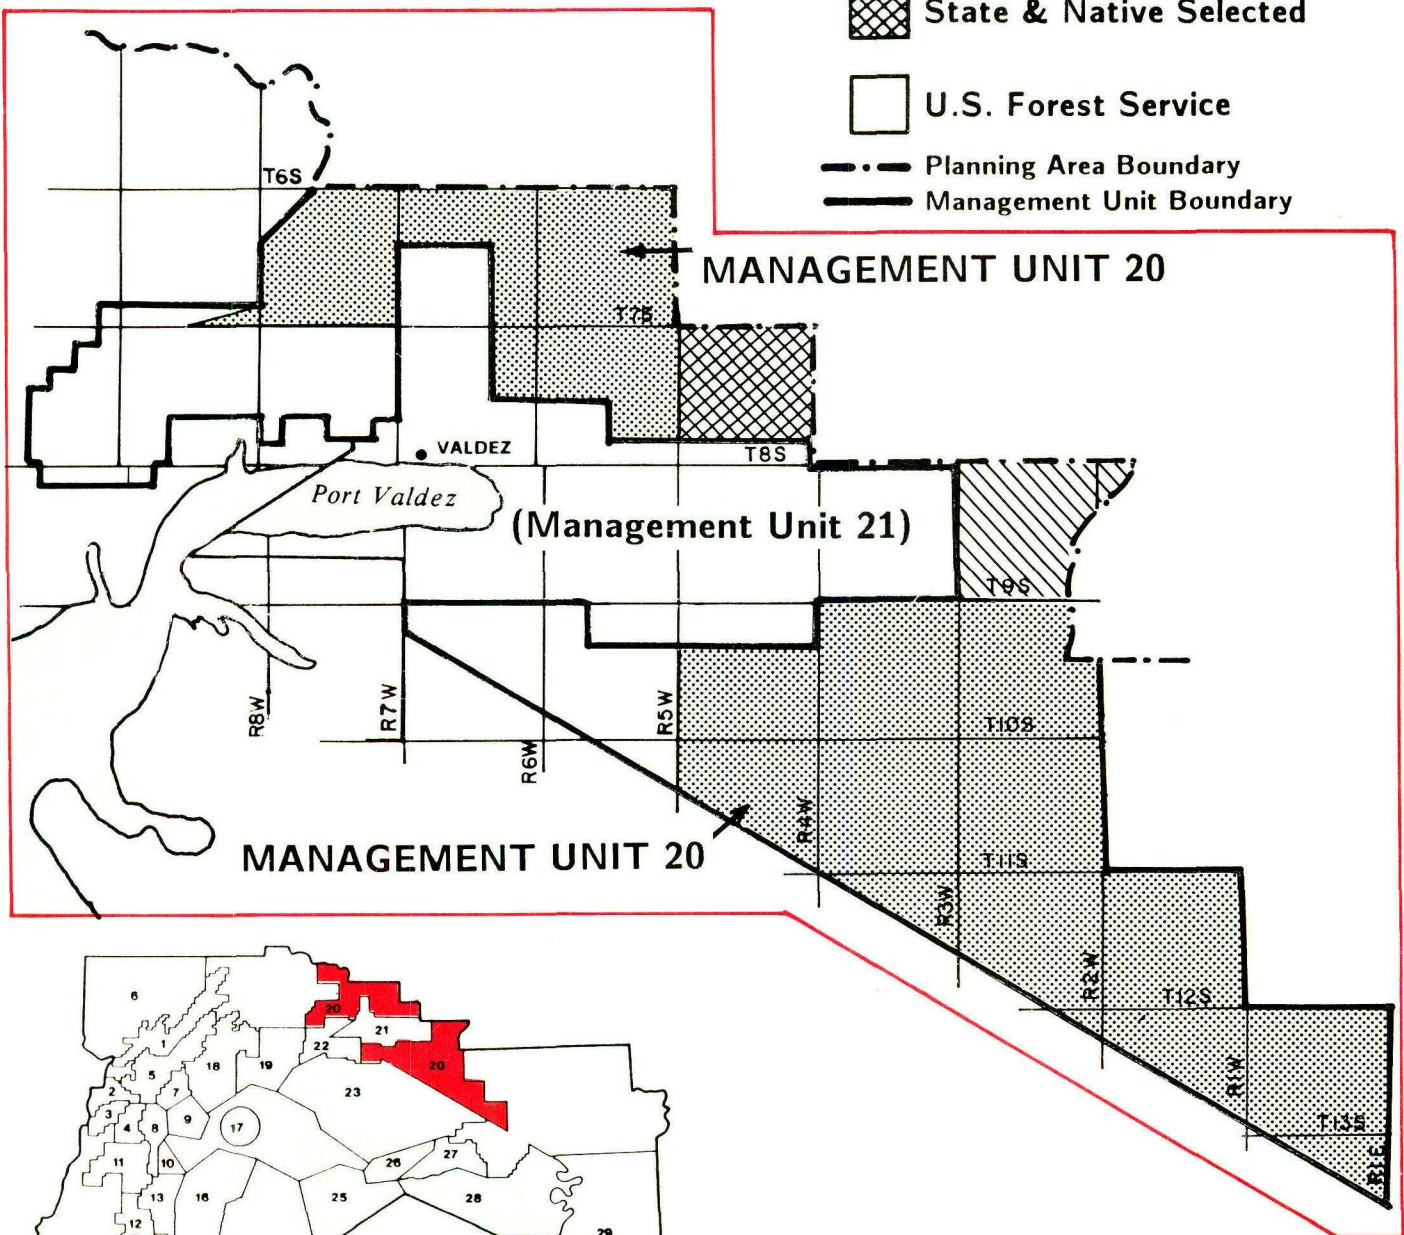 State & Native Selected
U.S. Forest Service
Planning Area Boundary
Management Unit Boundary
T6S
MANAGEMENT UNIT 20
T7S
VALDEZ
T8S
Port Valdez
(Management Unit 21)
T9S
R8W
R7W
R6W
R5W
T10S
R4W
MANAGEMENT UNIT 20
T11S
R3W
R2W
T12S
R1W
T13S
R1E
6
20
21
1
22
18
19
20
5
23
2
7
3
9
17
4
8
27
11
10
26
13
16
25
28
12
29